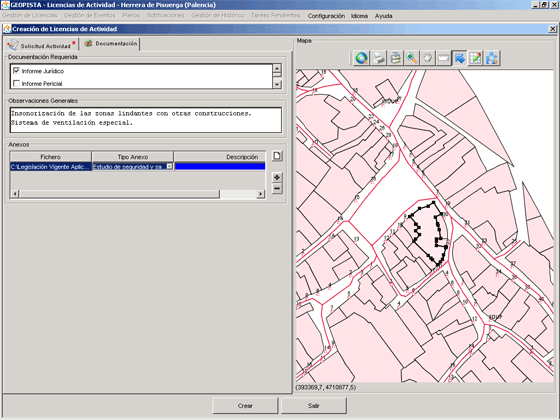 GEOPISTA - Licencias de Actividad - Herrera de Pisuerga (Palencia)
Gestión de Licencias Gestión de Eventos Planos Notificaciones Gestión de Histórico Tareas Pendientes Configuración Idioma Ayuda
Creación de Licencias de Actividad
Solicitud Actividad * Documentación
Documentación Requerida
Informe Jurídico
Informe Pericial
Observaciones Generales
Insonorización de las zonas lindantes con otras construcciones.
Sistema de ventilación especial.
Anexos
Fichero Tipo Anexo Descripción
C:\Legislación Vigente Aplic... Estudio de seguridad y sa
Mapa
(393369,7, 4710877,5)
Crear Salir